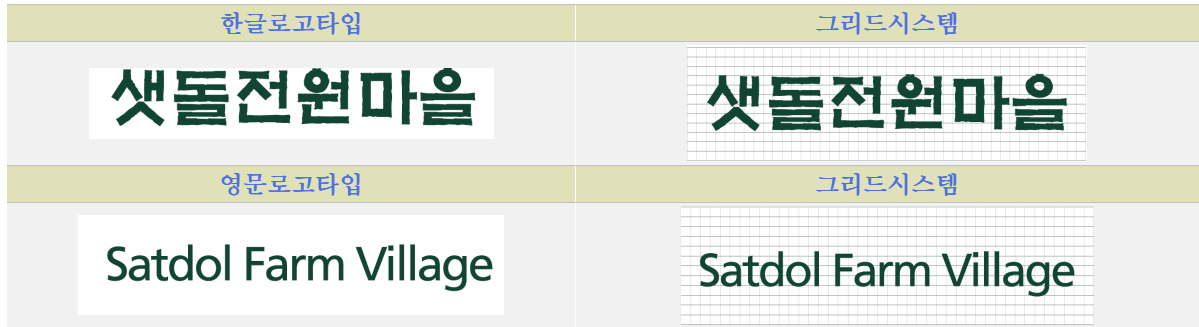 한글로고타입 그리드시스템
샛돌전원마을 샛돌전원마을
영문로고타입 그리드시스템
Satdol Farm Village Satdol Farm Village